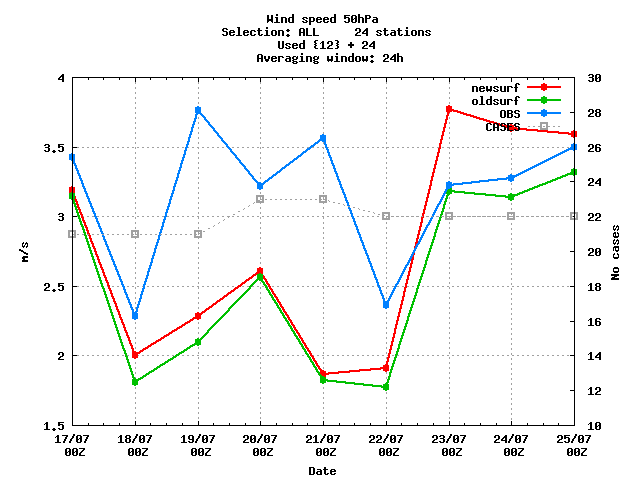 Wind speed 50hPa
Selection: ALL     24 stations
Used {12} + 24
Averaging window: 24h
newsurf
oldsurf
OBS
CASES
m/s
4
3.5
3
2.5
2
1.5
No cases
30
28
26
24
22
20
18
16
14
12
10
17/07 18/07 19/07 20/07 21/07 22/07 23/07 24/07 25/07
00Z 00Z 00Z 00Z 00Z 00Z 00Z 00Z 00Z
Date